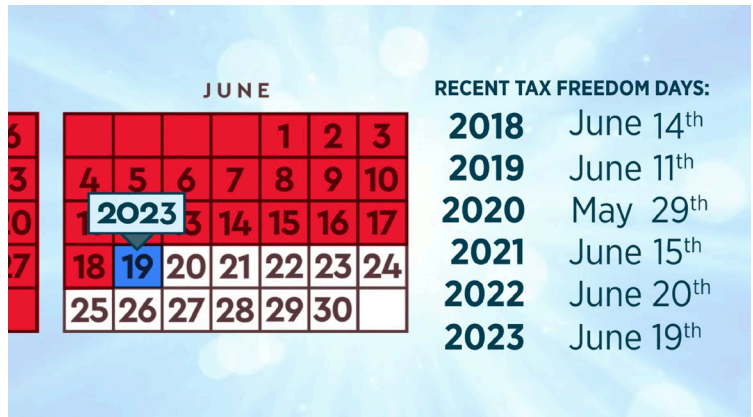 JUNE
1 2 3
4 5 6 7 8 9 10
2023
14 15 16 17
18 19 20 21 22 23 24
25 26 27 28 29 30
RECENT TAX FREEDOM DAYS:
2018 June 14th
2019 June 11th
2020 May 29th
2021 June 15th
2022 June 20th
2023 June 19th